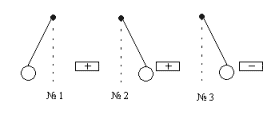 + + −
№ 1 № 2 № 3